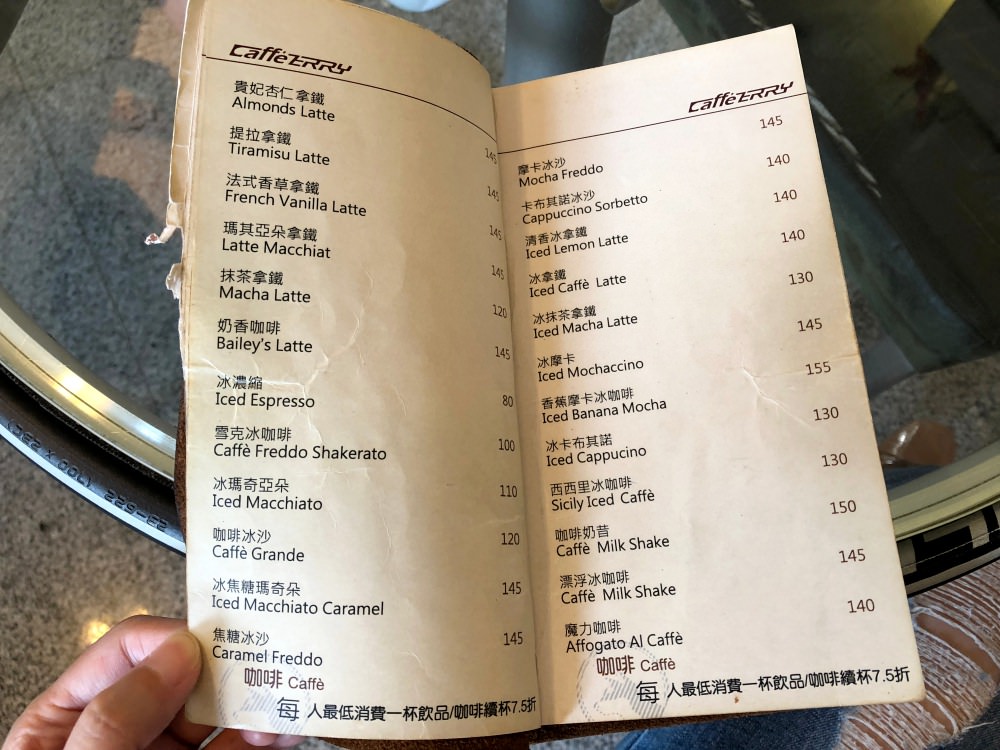 CaffèZERRY
貴妃杏仁拿鐵
Almonds Latte 145
提拉拿鐵
Tiramisu Latte 145
法式香草拿鐵
French Vanilla Latte 145
瑪其亞朵拿鐵
Latte Macchiat 145
抹茶拿鐵
Macha Latte 120
奶香咖啡
Bailey's Latte 145
冰濃縮
Iced Espresso 80
雪克冰咖啡
Caffè Freddo Shakerato 100
冰瑪奇亞朵
Iced Macchiato 110
咖啡冰沙
Caffè Grande 120
冰焦糖瑪奇朵
Iced Macchiato Caramel 145
焦糖冰沙
Caramel Freddo 145
咖啡 Caffè
每 人最低消費一杯飲品/咖啡續杯7.5折
CaffèZERRY
摩卡冰沙
Mocha Freddo 145
卡布其諾冰沙
Cappuccino Sorbetto 140
清香冰拿鐵
Iced Lemon Latte 140
冰拿鐵
Iced Caffè Latte 140
冰抹茶拿鐵
Iced Macha Latte 130
冰摩卡
Iced Mochaccino 145
香蕉摩卡冰咖啡
Iced Banana Mocha 155
冰卡布其諾
Iced Cappucino 130
西西里冰咖啡
Sicily Iced Caffè 130
咖啡奶昔
Caffè Milk Shake 150
漂浮冰咖啡
Caffè Milk Shake 145
魔力咖啡
Affogato Al Caffè 140
咖啡 Caffè
每 人最低消費一杯飲品/咖啡續杯7.5折
23-622 (700 X 23C)